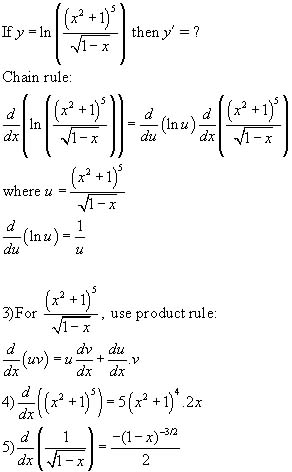 If y = ln((x² + 1)⁵ / √(1 − x)) then y′ = ?
Chain rule:
d/dx (ln((x² + 1)⁵ / √(1 − x))) = d/du (ln u) d/dx ((x² + 1)⁵ / √(1 − x))
where u = (x² + 1)⁵ / √(1 − x)
d/du (ln u) = 1/u
3)For (x² + 1)⁵ / √(1 − x) , use product rule:
d/dx (uv) = u dv/dx + du/dx .v
4) d/dx ((x² + 1)⁵) = 5(x² + 1)⁴.2x
5) d/dx (1 / √(1 − x)) = −(1 − x)^(−3/2) / 2